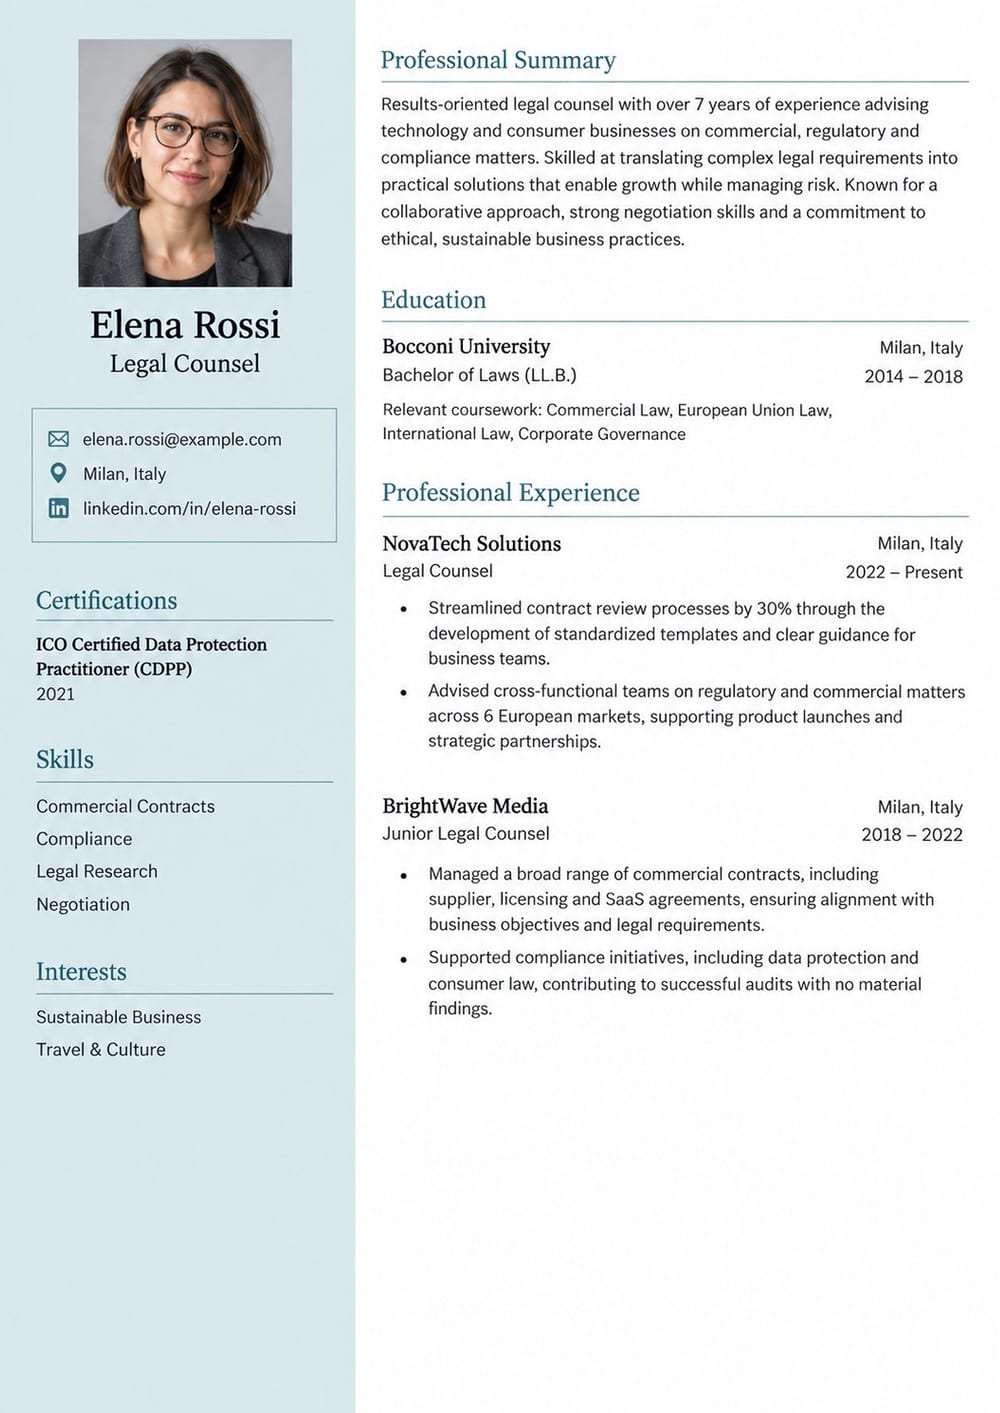 Elena Rossi
Legal Counsel
elena.rossi@example.com
Milan, Italy
linkedin.com/in/elena-rossi
Certifications
ICO Certified Data Protection
Practitioner (CDPP)
2021
Skills
Commercial Contracts
Compliance
Legal Research
Negotiation
Interests
Sustainable Business
Travel & Culture
Professional Summary
Results-oriented legal counsel with over 7 years of experience advising
technology and consumer businesses on commercial, regulatory and
compliance matters. Skilled at translating complex legal requirements into
practical solutions that enable growth while managing risk. Known for a
collaborative approach, strong negotiation skills and a commitment to
ethical, sustainable business practices.
Education
Bocconi University Milan, Italy
Bachelor of Laws (LL.B.) 2014 – 2018
Relevant coursework: Commercial Law, European Union Law,
International Law, Corporate Governance
Professional Experience
NovaTech Solutions Milan, Italy
Legal Counsel 2022 – Present
• Streamlined contract review processes by 30% through the
development of standardized templates and clear guidance for
business teams.
• Advised cross-functional teams on regulatory and commercial matters
across 6 European markets, supporting product launches and
strategic partnerships.
BrightWave Media Milan, Italy
Junior Legal Counsel 2018 – 2022
• Managed a broad range of commercial contracts, including
supplier, licensing and SaaS agreements, ensuring alignment with
business objectives and legal requirements.
• Supported compliance initiatives, including data protection and
consumer law, contributing to successful audits with no material
findings.